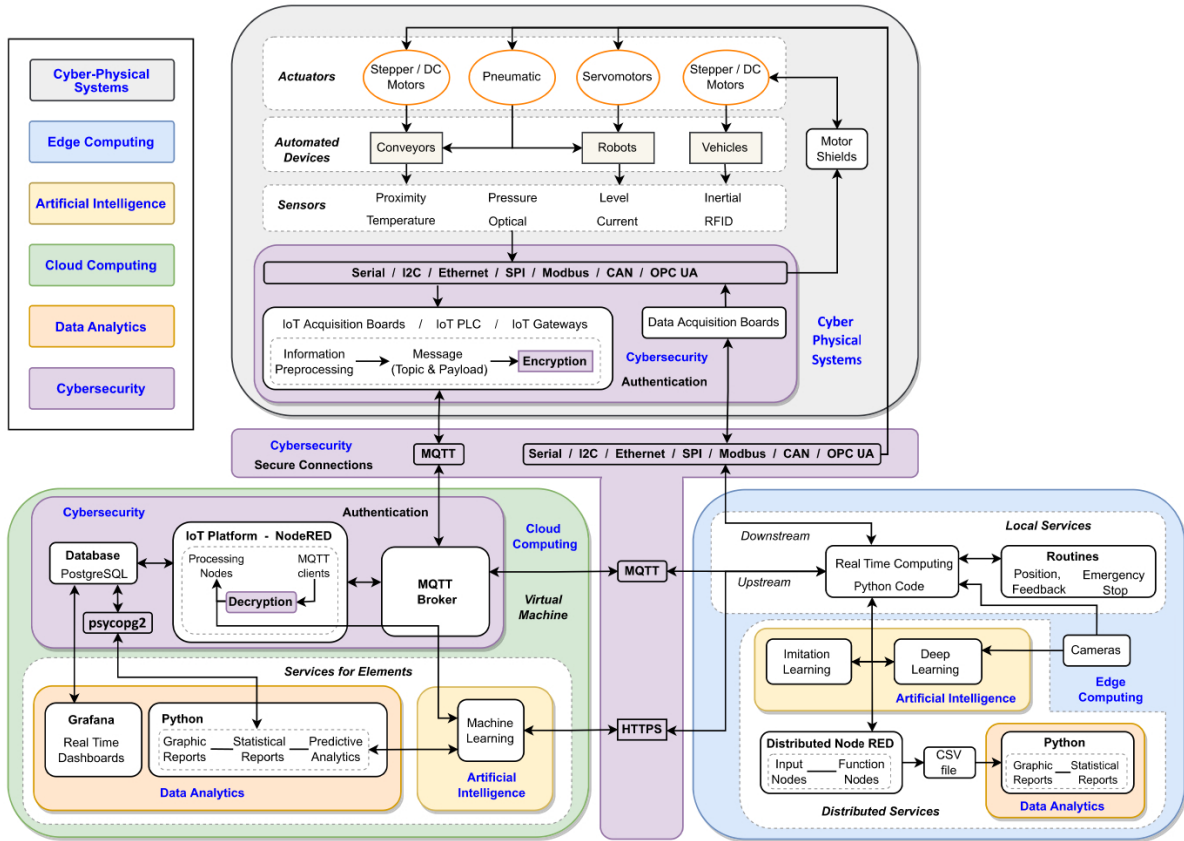 Cyber-Physical
Systems
Edge Computing
Artificial Intelligence
Cloud Computing
Data Analytics
Cybersecurity
Actuators
Stepper / DC
Motors
Pneumatic
Servomotors
Stepper / DC
Motors
Automated
Devices
Conveyors
Robots
Vehicles
Motor
Shields
Sensors
Proximity
Pressure
Level
Inertial
Temperature
Optical
Current
RFID
Serial / I2C / Ethernet / SPI / Modbus / CAN / OPC UA
IoT Acquisition Boards / IoT PLC / IoT Gateways
Information
Preprocessing
Message
(Topic & Payload)
Encryption
Data Acquisition Boards
Cybersecurity
Authentication
Cyber
Physical
Systems
Cybersecurity
Secure Connections
MQTT
Serial / I2C / Ethernet / SPI / Modbus / CAN / OPC UA
Cybersecurity
Authentication
Cloud
Computing
Database
PostgreSQL
psycopg2
IoT Platform - NodeRED
Processing
Nodes
MQTT
clients
Decryption
MQTT
Broker
Virtual
Machine
MQTT
Services for Elements
Grafana
Real Time
Dashboards
Python
Graphic
Reports
Statistical
Reports
Predictive
Analytics
Data Analytics
Machine
Learning
Artificial
Intelligence
HTTPS
Local Services
Downstream
Upstream
Real Time Computing
Python Code
Routines
Position,
Feedback
Emergency
Stop
Imitation
Learning
Deep
Learning
Artificial Intelligence
Cameras
Edge
Computing
Distributed Node RED
Input
Nodes
Function
Nodes
CSV
file
Python
Graphic
Reports
Statistical
Reports
Data Analytics
Distributed Services